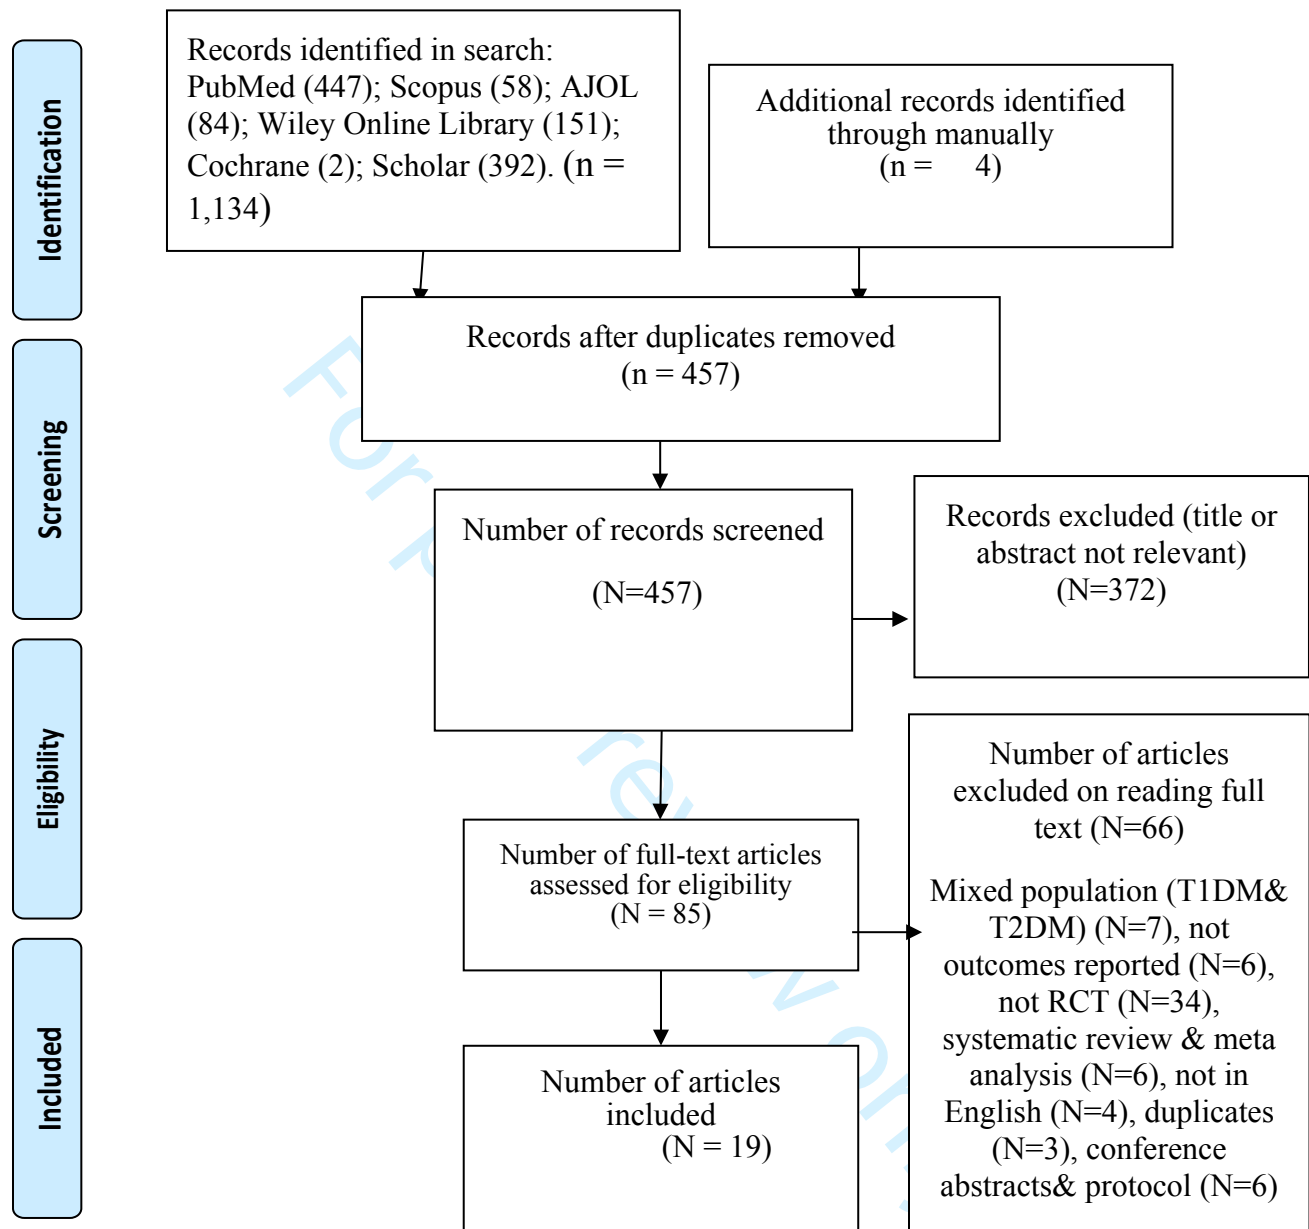 Identification
Records identified in search:
PubMed (447); Scopus (58); AJOL
(84); Wiley Online Library (151);
Cochrane (2); Scholar (392). (n =
1,134)
Additional records identified
through manually
(n = 4)
Records after duplicates removed
(n = 457)
Screening
Number of records screened
(N=457)
Records excluded (title or
abstract not relevant)
(N=372)
Eligibility
Number of full-text articles
assessed for eligibility
(N = 85)
Number of articles
excluded on reading full
text (N=66)
Mixed population (T1DM&
T2DM) (N=7), not
outcomes reported (N=6),
not RCT (N=34),
systematic review & meta
analysis (N=6), not in
English (N=4), duplicates
(N=3), conference
abstracts& protocol (N=6)
Included
Number of articles
included
(N = 19)
For